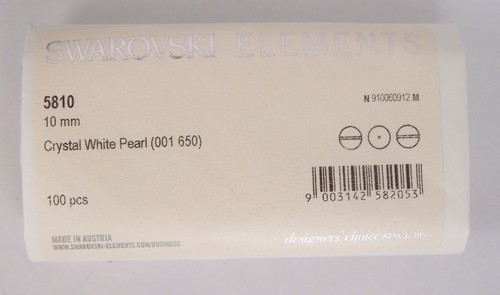 SWAROVSKI ELEMENTS
5810
N 910060912 M
10 mm
Crystal White Pearl (001 650)
9 003142 582053
100 pcs
MADE IN AUSTRIA
WWW.SWAROVSKI-ELEMENTS.COM/BUSINESS
designers' choice SINCE